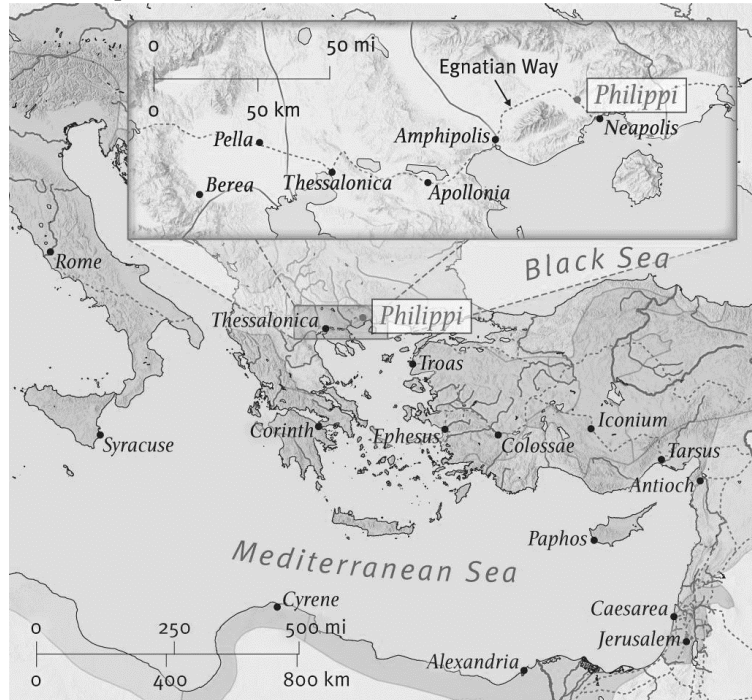 0
50 mi
0
50 km
Egnatian Way
Philippi
Neapolis
Amphipolis
Pella
Thessalonica
Apollonia
Berea
Black Sea
Rome
Thessalonica
Philippi
Troas
Syracuse
Corinth
Ephesus
Colossae
Iconium
Tarsus
Antioch
Paphos
Mediterranean Sea
Cyrene
Caesarea
Jerusalem
Alexandria
0
250
500 mi
0
400
800 km